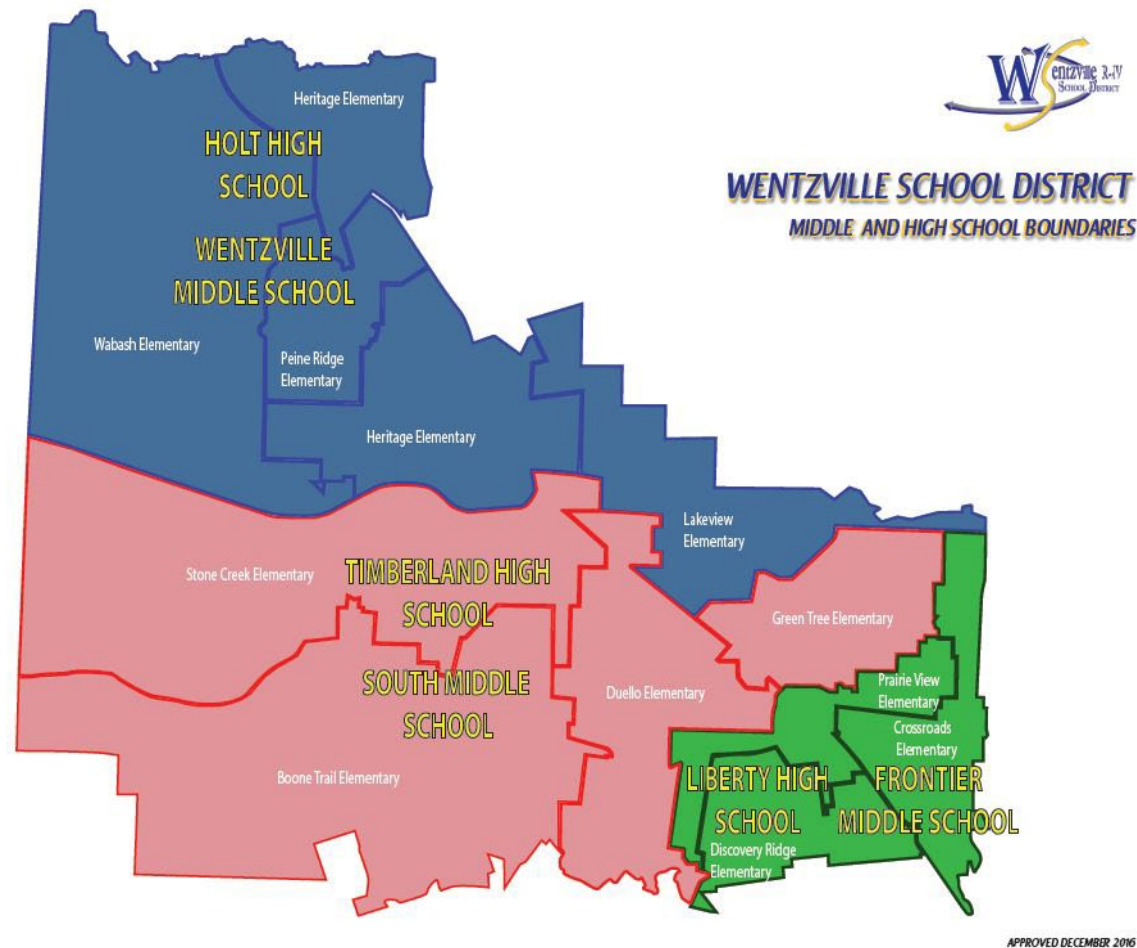 Wentzville R-IV
SCHOOL DISTRICT
WENTZVILLE SCHOOL DISTRICT
MIDDLE AND HIGH SCHOOL BOUNDARIES
Heritage Elementary
HOLT HIGH
SCHOOL
WENTZVILLE
MIDDLE SCHOOL
Wabash Elementary
Peine Ridge
Elementary
Heritage Elementary
Lakeview
Elementary
Stone Creek Elementary
TIMBERLAND HIGH
SCHOOL
Green Tree Elementary
SOUTH MIDDLE
SCHOOL
Duello Elementary
Prairie View
Elementary
Crossroads
Elementary
Boone Trail Elementary
LIBERTY HIGH
SCHOOL
FRONTIER
MIDDLE SCHOOL
Discovery Ridge
Elementary
APPROVED DECEMBER 2016